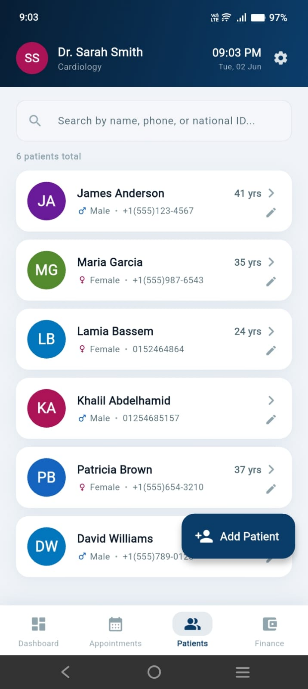 9:03
97%
SS
Dr. Sarah Smith
Cardiology
09:03 PM
Tue, 02 Jun
Search by name, phone, or national ID...
6 patients total
JA
James Anderson
41 yrs
♂ Male • +1(555)123-4567
MG
Maria Garcia
35 yrs
♀ Female • +1(555)987-6543
LB
Lamia Bassem
24 yrs
♀ Female • 0152464864
KA
Khalil Abdelhamid
♂ Male • 01254685157
PB
Patricia Brown
37 yrs
♀ Female • +1(555)654-3210
DW
David Williams
♂ Male • +1(555)789-012
Add Patient
Dashboard
Appointments
Patients
Finance